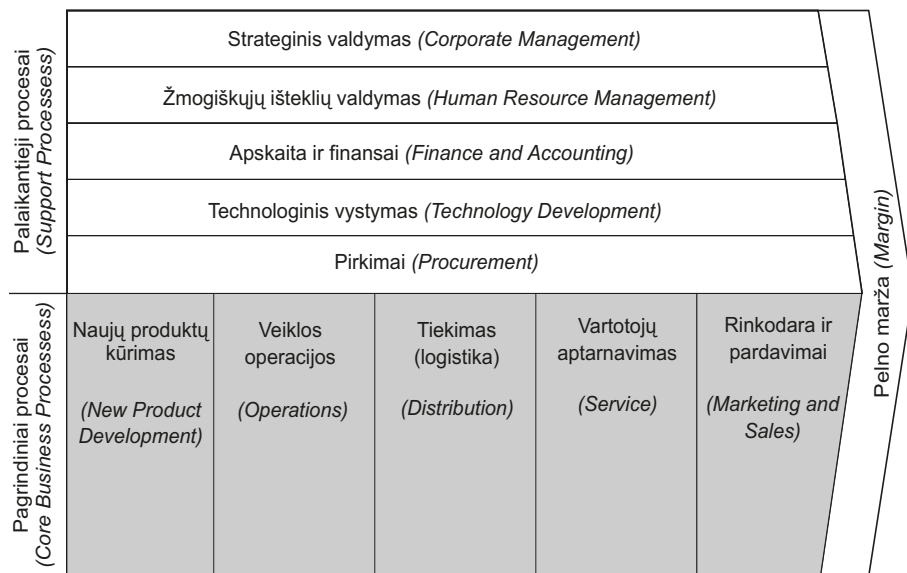 Palaikantieji procesai
(Support Processess)
Strateginis valdymas (Corporate Management)
Žmogiškųjų išteklių valdymas (Human Resource Management)
Apskaita ir finansai (Finance and Accounting)
Technologinis vystymas (Technology Development)
Pirkimai (Procurement)
Pagrindiniai procesai
(Core Business Processess)
Naujų produktų
kūrimas
(New Product
Development)
Veiklos
operacijos
(Operations)
Tiekimas
(logistika)
(Distribution)
Vartotojų
aptarnavimas
(Service)
Rinkodara ir
pardavimai
(Marketing and
Sales)
Pelno marža (Margin)